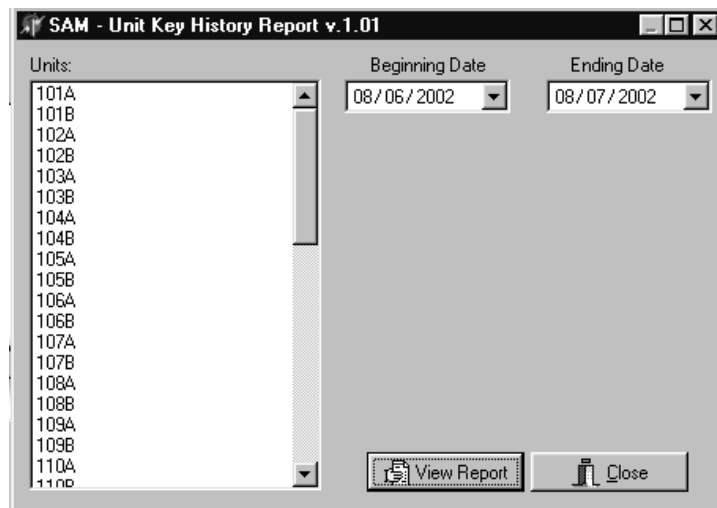 SAM - Unit Key History Report v.1.01
Units:
Beginning Date
Ending Date
08/06/2002
08/07/2002
101A
101B
102A
102B
103A
103B
104A
104B
105A
105B
106A
106B
107A
107B
108A
108B
109A
109B
110A
110B
View Report
Close